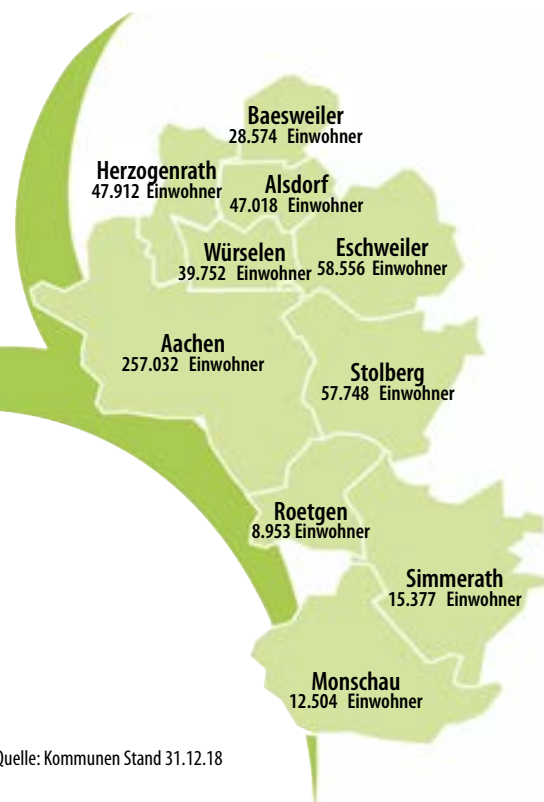 Baesweiler
28.574 Einwohner
Herzogenrath
47.912 Einwohner
Alsdorf
47.018 Einwohner
Würselen
39.752 Einwohner
Eschweiler
58.556 Einwohner
Aachen
257.032 Einwohner
Stolberg
57.748 Einwohner
Roetgen
8.953 Einwohner
Simmerath
15.377 Einwohner
Monschau
12.504 Einwohner
Quelle: Kommunen Stand 31.12.18